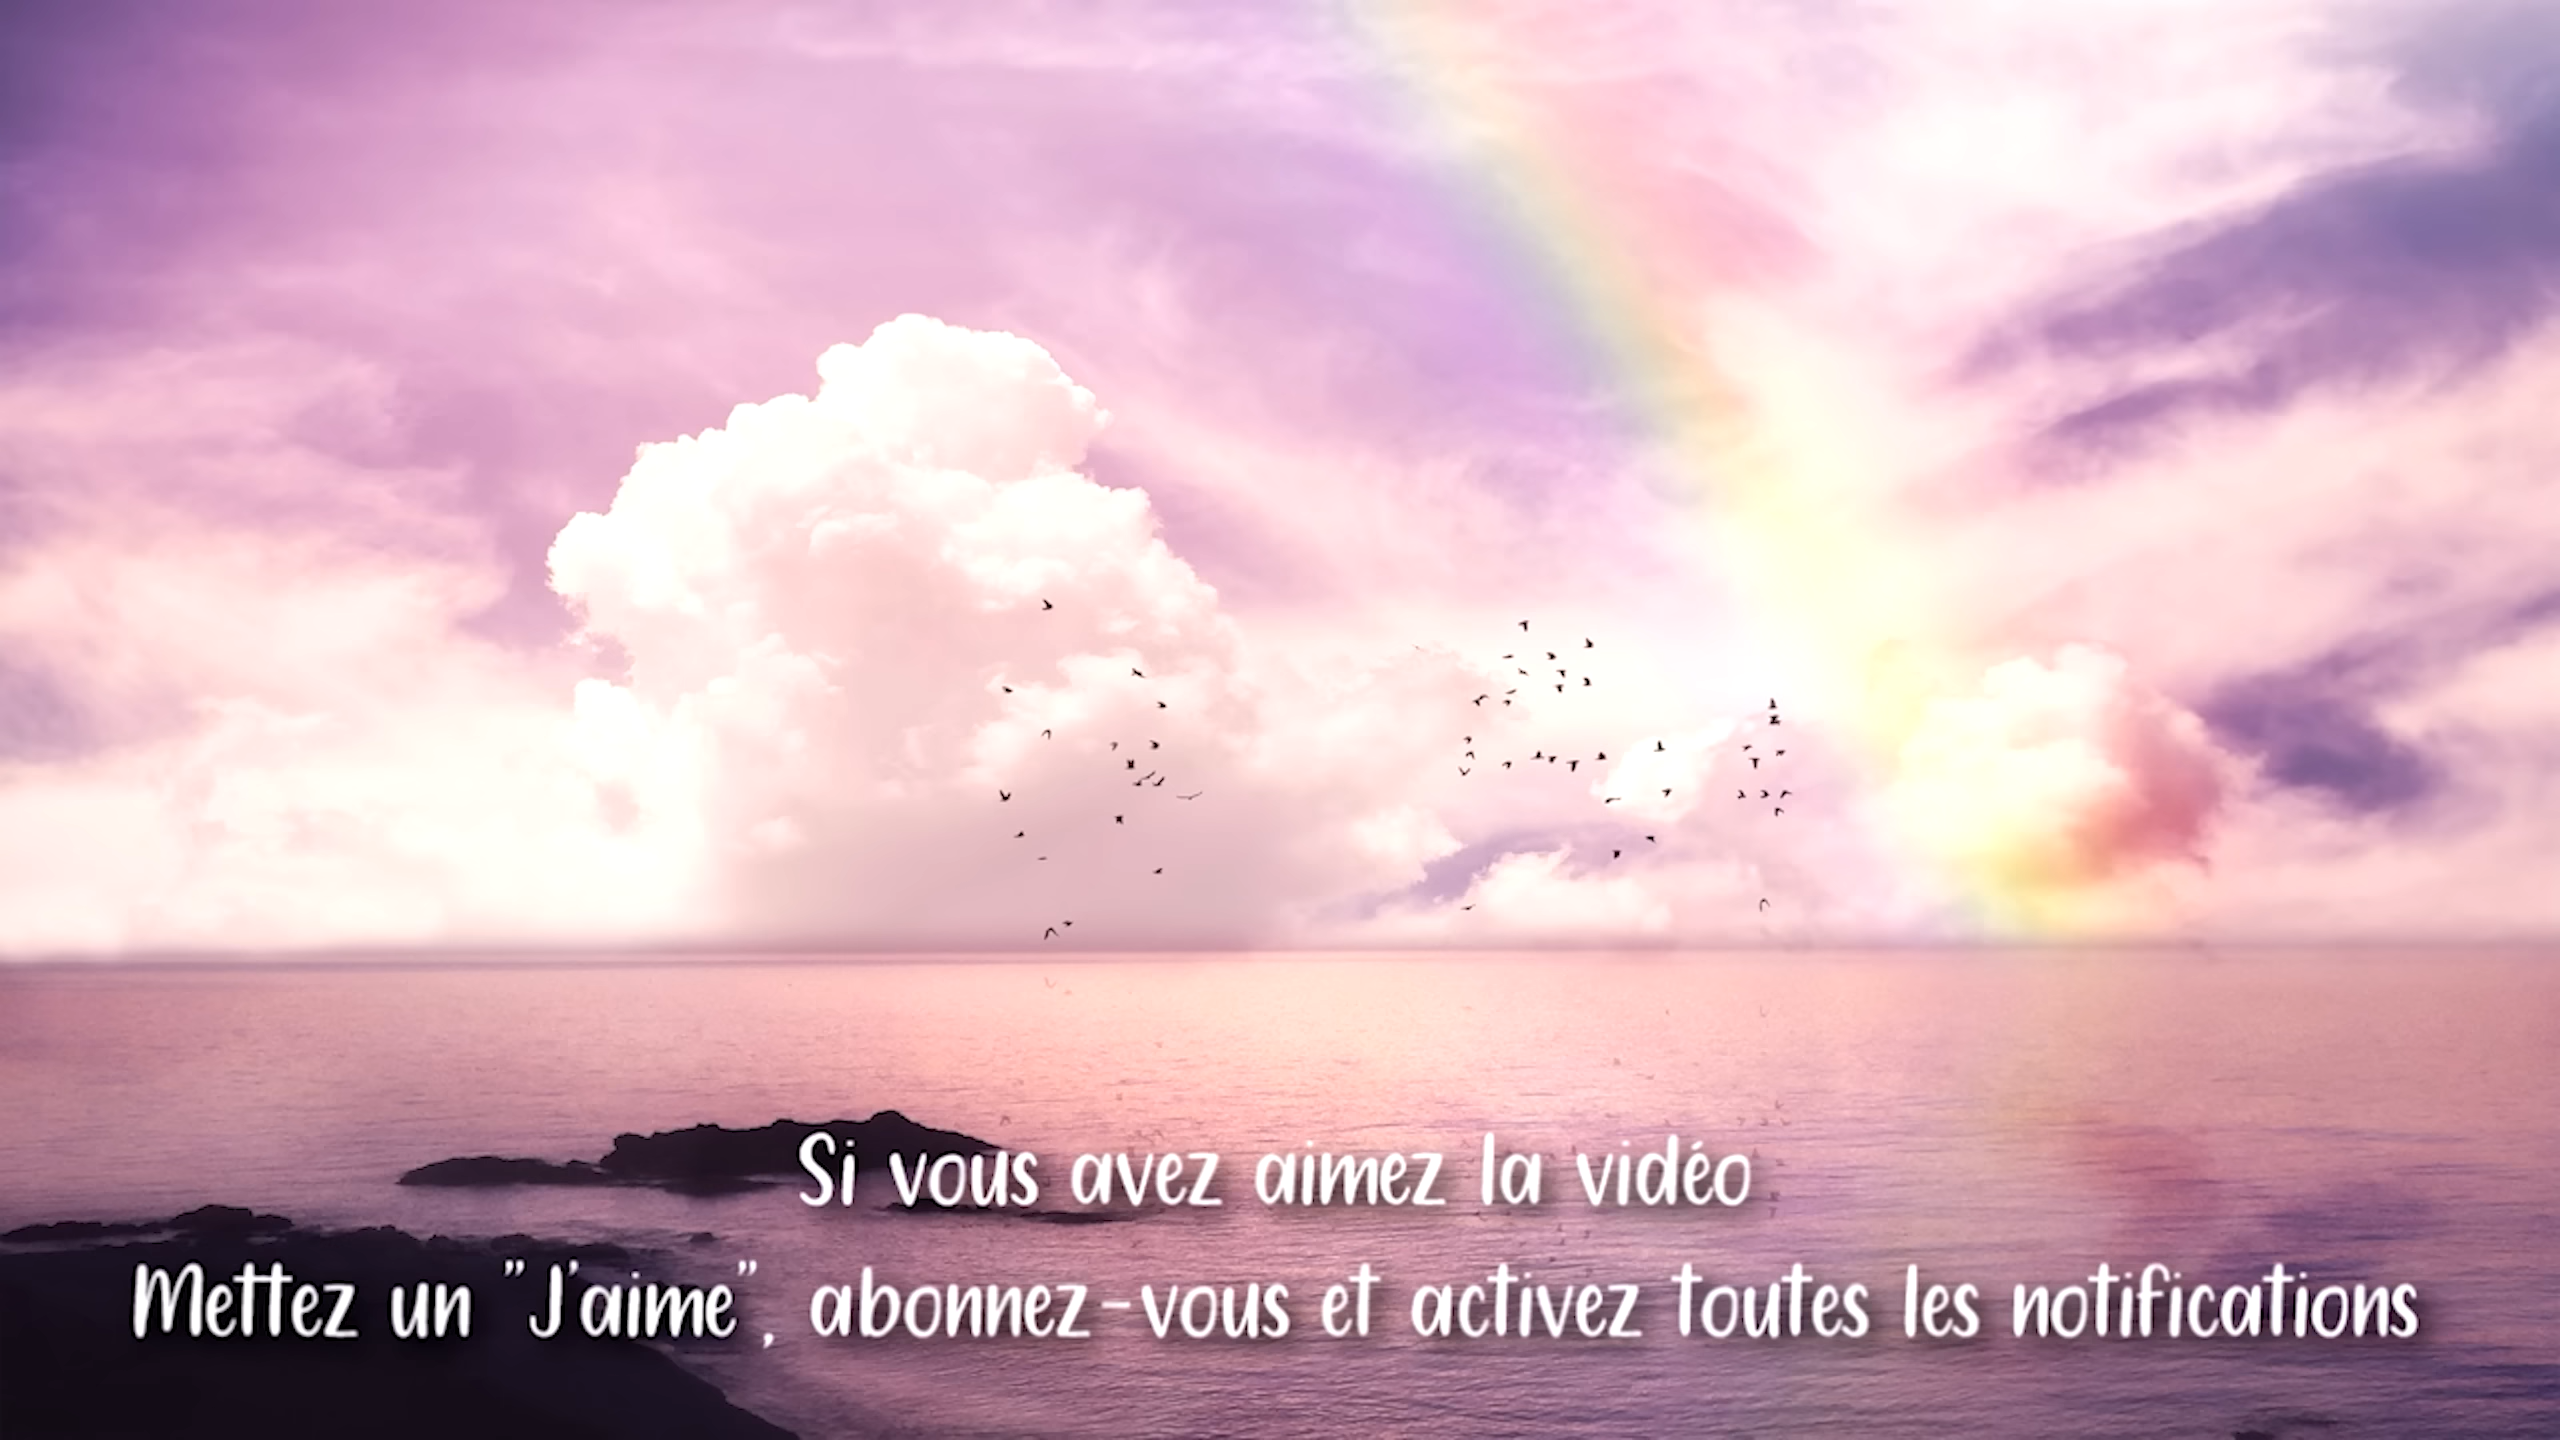 Si vous avez aimez la vidéo
Mettez un "J'aime", abonnez-vous et activez toutes les notifications